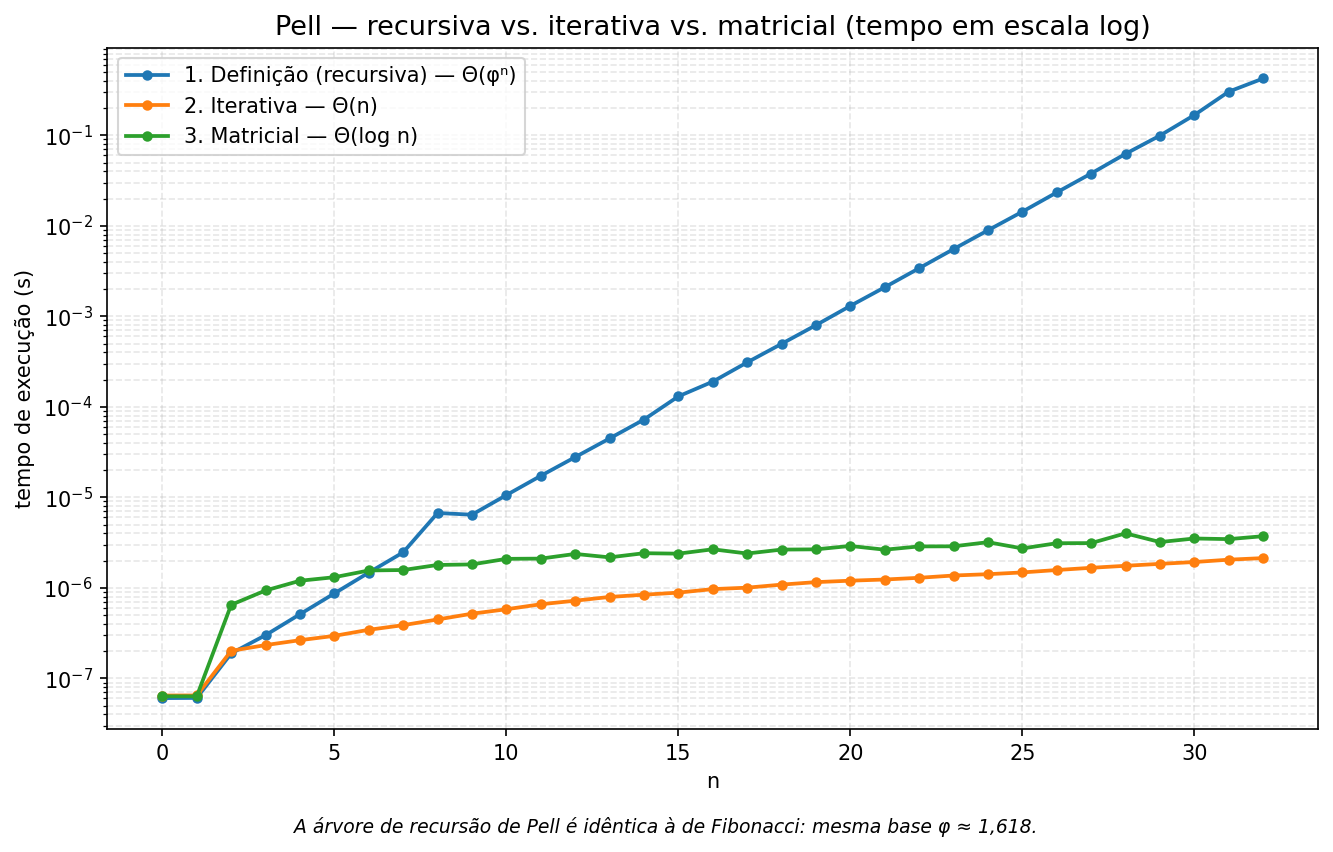 Pell — recursiva vs. iterativa vs. matricial (tempo em escala log)
1. Definição (recursiva) — Θ(φⁿ)
2. Iterativa — Θ(n)
3. Matricial — Θ(log n)
10⁻¹
10⁻²
10⁻³
10⁻⁴
10⁻⁵
10⁻⁶
10⁻⁷
tempo de execução (s)
0 5 10 15 20 25 30
n
A árvore de recursão de Pell é idêntica à de Fibonacci: mesma base φ ≈ 1,618.